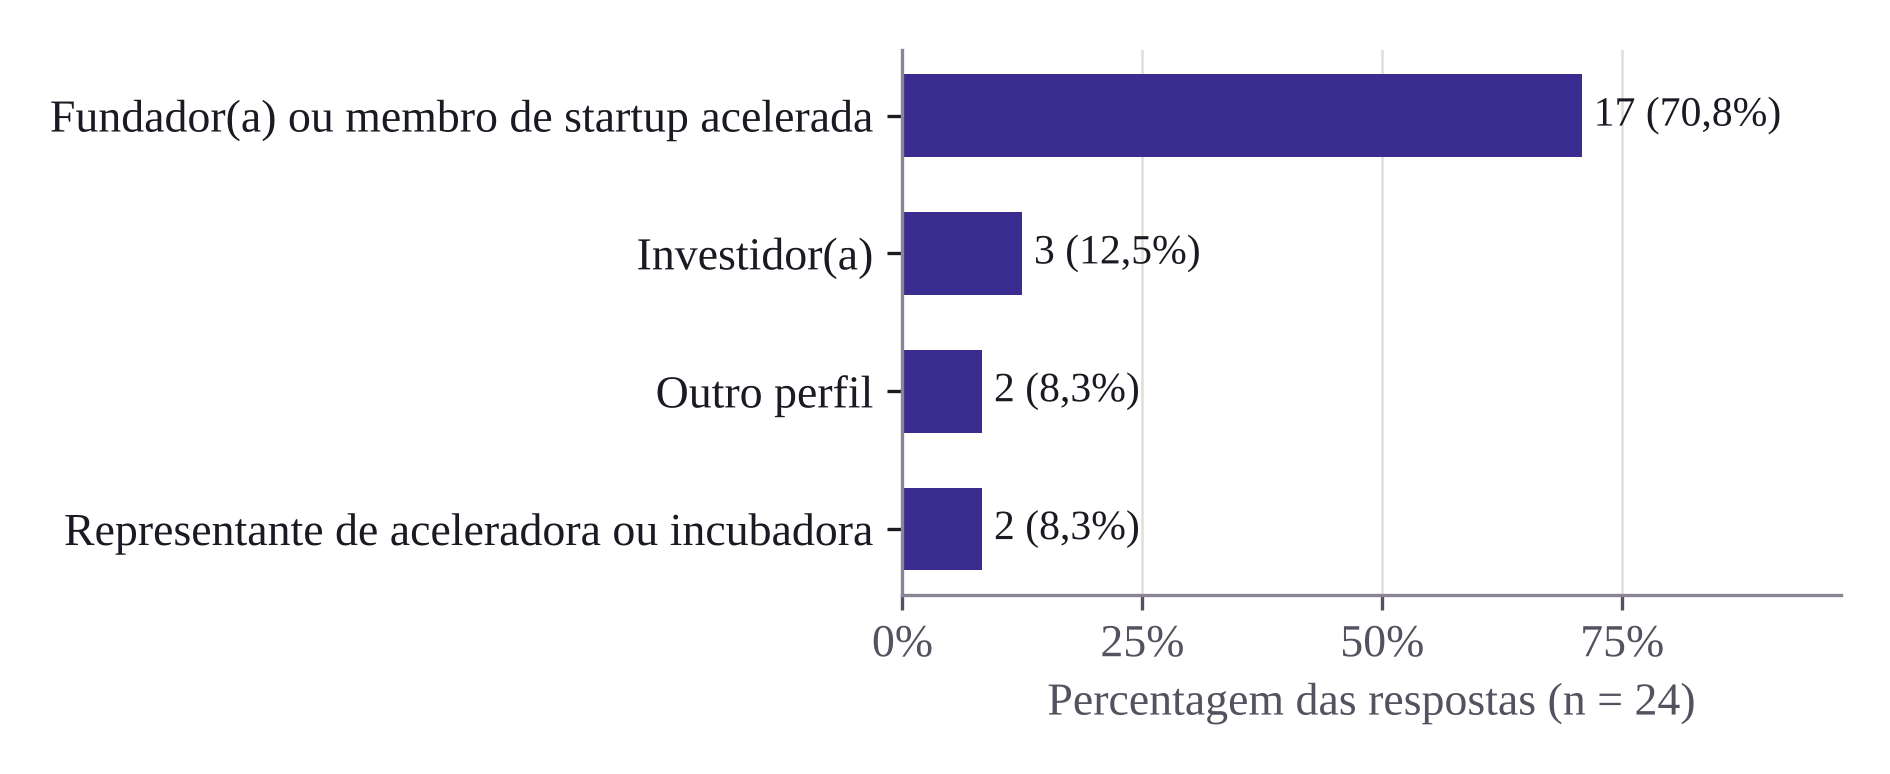 Fundador(a) ou membro de startup acelerada
17 (70,8%)
Investidor(a)
3 (12,5%)
Outro perfil
2 (8,3%)
Representante de aceleradora ou incubadora
2 (8,3%)
0% 25% 50% 75%
Percentagem das respostas (n = 24)